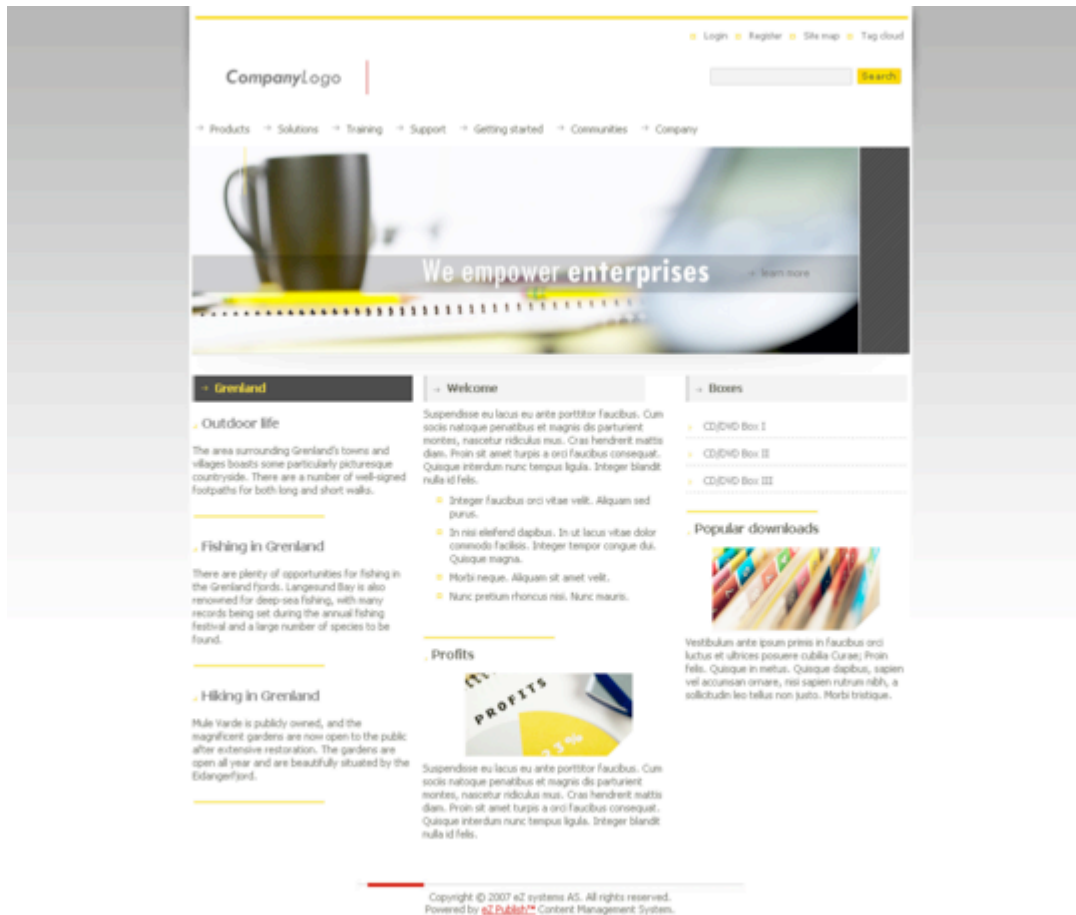 Login Register Site map Tag cloud
CompanyLogo
Search
Products Solutions Training Support Getting started Communities Company
We empower enterprises
learn more
Grenland
Outdoor life
The area surrounding Grenland's towns and
villages boasts some particularly picturesque
countryside. There are a number of well-signed
footpaths for both long and short walks.
Fishing in Grenland
There are plenty of opportunities for fishing in
the Grenland fjords. Langesund Bay is also
renowned for deep-sea fishing, with many
records being set during the annual fishing
festival and a large number of species to be
found.
Hiking in Grenland
Mule Varde is publicly owned, and the
magnificent gardens are now open to the public
after extensive restoration. The gardens are
open all year and are beautifully situated by the
Eidangerfjord.
Welcome
Suspendisse eu lacus eu ante porttitor faucibus. Cum
sociis natoque penatibus et magnis dis parturient
montes, nascetur ridiculus mus. Cras hendrerit mattis
diam. Proin sit amet turpis a orci faucibus consequat.
Quisque interdum nunc tempus ligula. Integer blandit
nulla id felis.
Integer faucibus orci vitae velit. Aliquam sed
purus.
In nisi eleifend dapibus. In ut lacus vitae dolor
commodo facilisis. Integer tempor congue dui.
Quisque magna.
Morbi neque. Aliquam sit amet velit.
Nunc pretium rhoncus nisi. Nunc mauris.
Profits
PROFITS
23%
Suspendisse eu lacus eu ante porttitor faucibus. Cum
sociis natoque penatibus et magnis dis parturient
montes, nascetur ridiculus mus. Cras hendrerit mattis
diam. Proin sit amet turpis a orci faucibus consequat.
Quisque interdum nunc tempus ligula. Integer blandit
nulla id felis.
Boxes
CD/DVD Box I
CD/DVD Box II
CD/DVD Box III
Popular downloads
Vestibulum ante ipsum primis in faucibus orci
luctus et ultrices posuere cubilia Curae; Proin
felis. Quisque in metus. Quisque dapibus, sapien
vel accumsan ornare, nisi sapien rutrum nibh, a
sollicitudin leo tellus non justo. Morbi tristique.
Copyright © 2007 eZ systems AS. All rights reserved.
Powered by eZ Publish™ Content Management System.